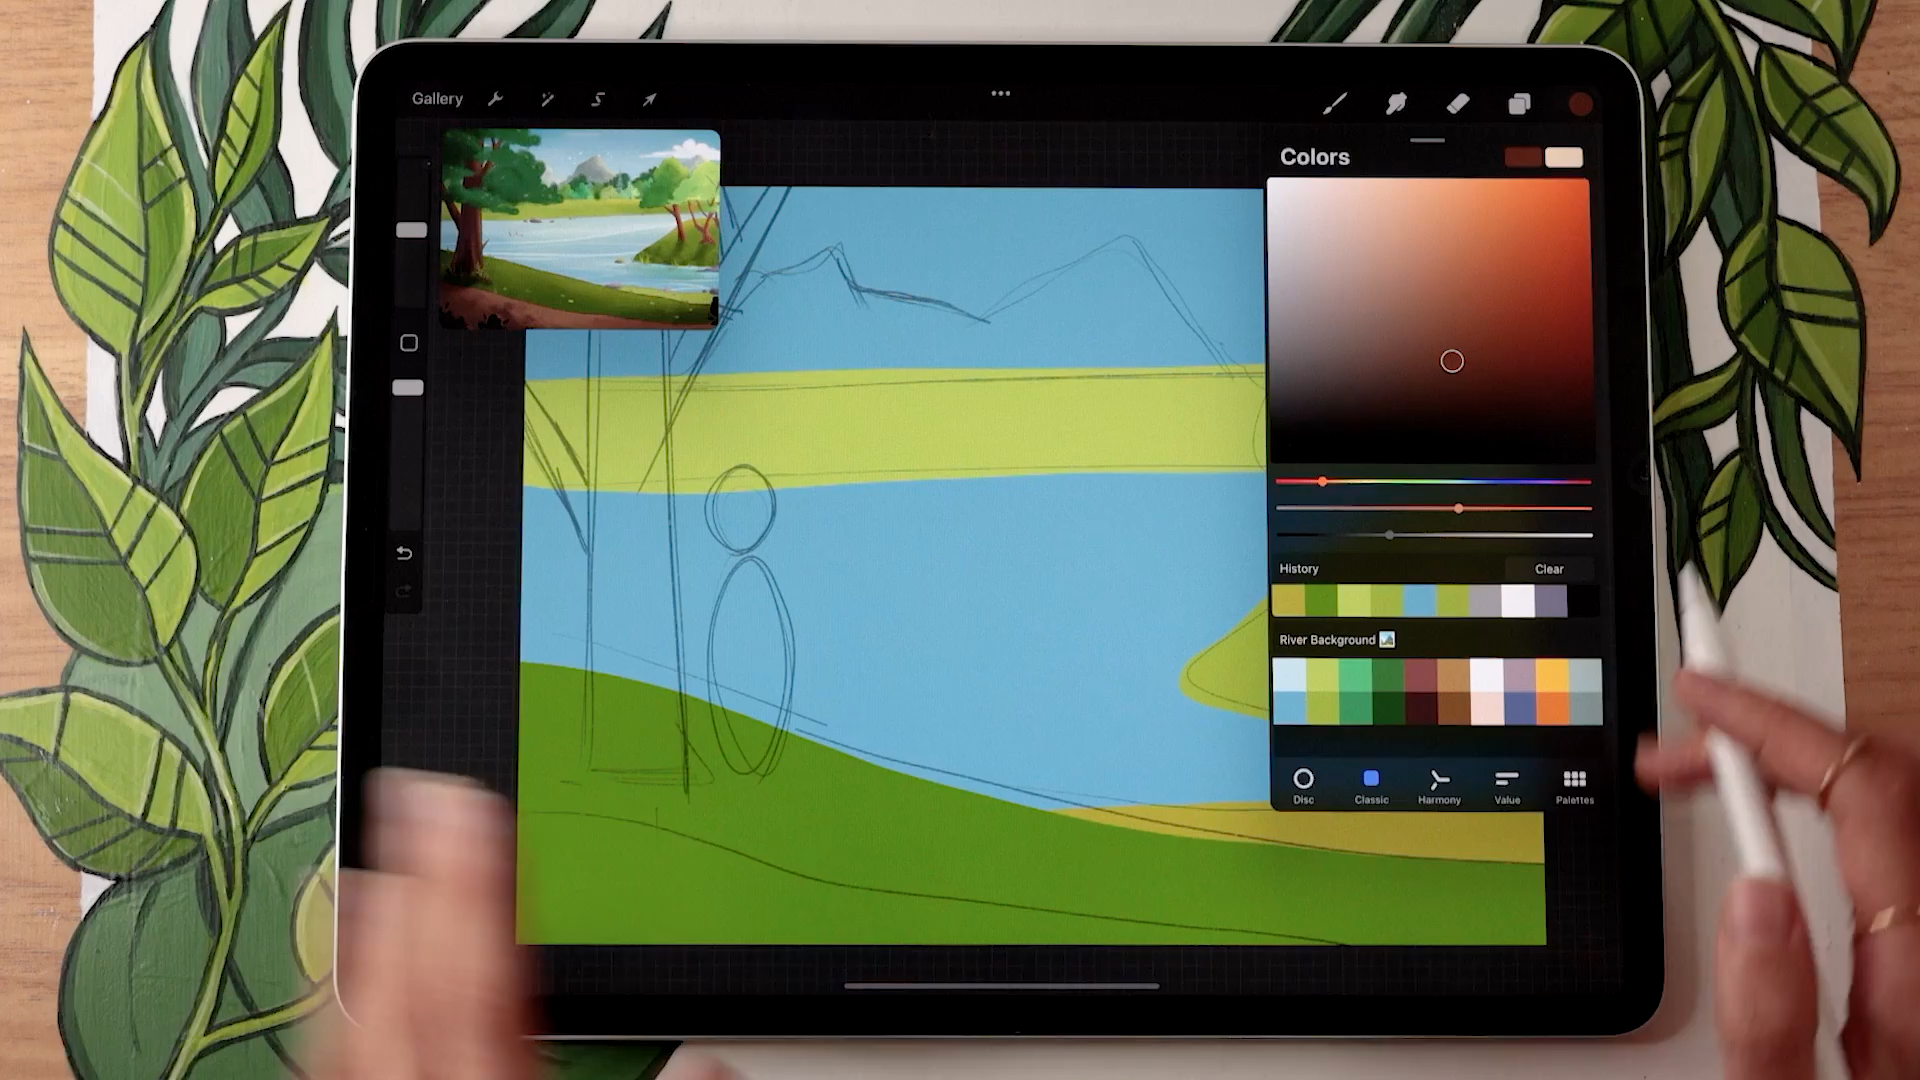 Gallery
Colors
History
Clear
River Background
Disc
Classic
Harmony
Value
Palettes